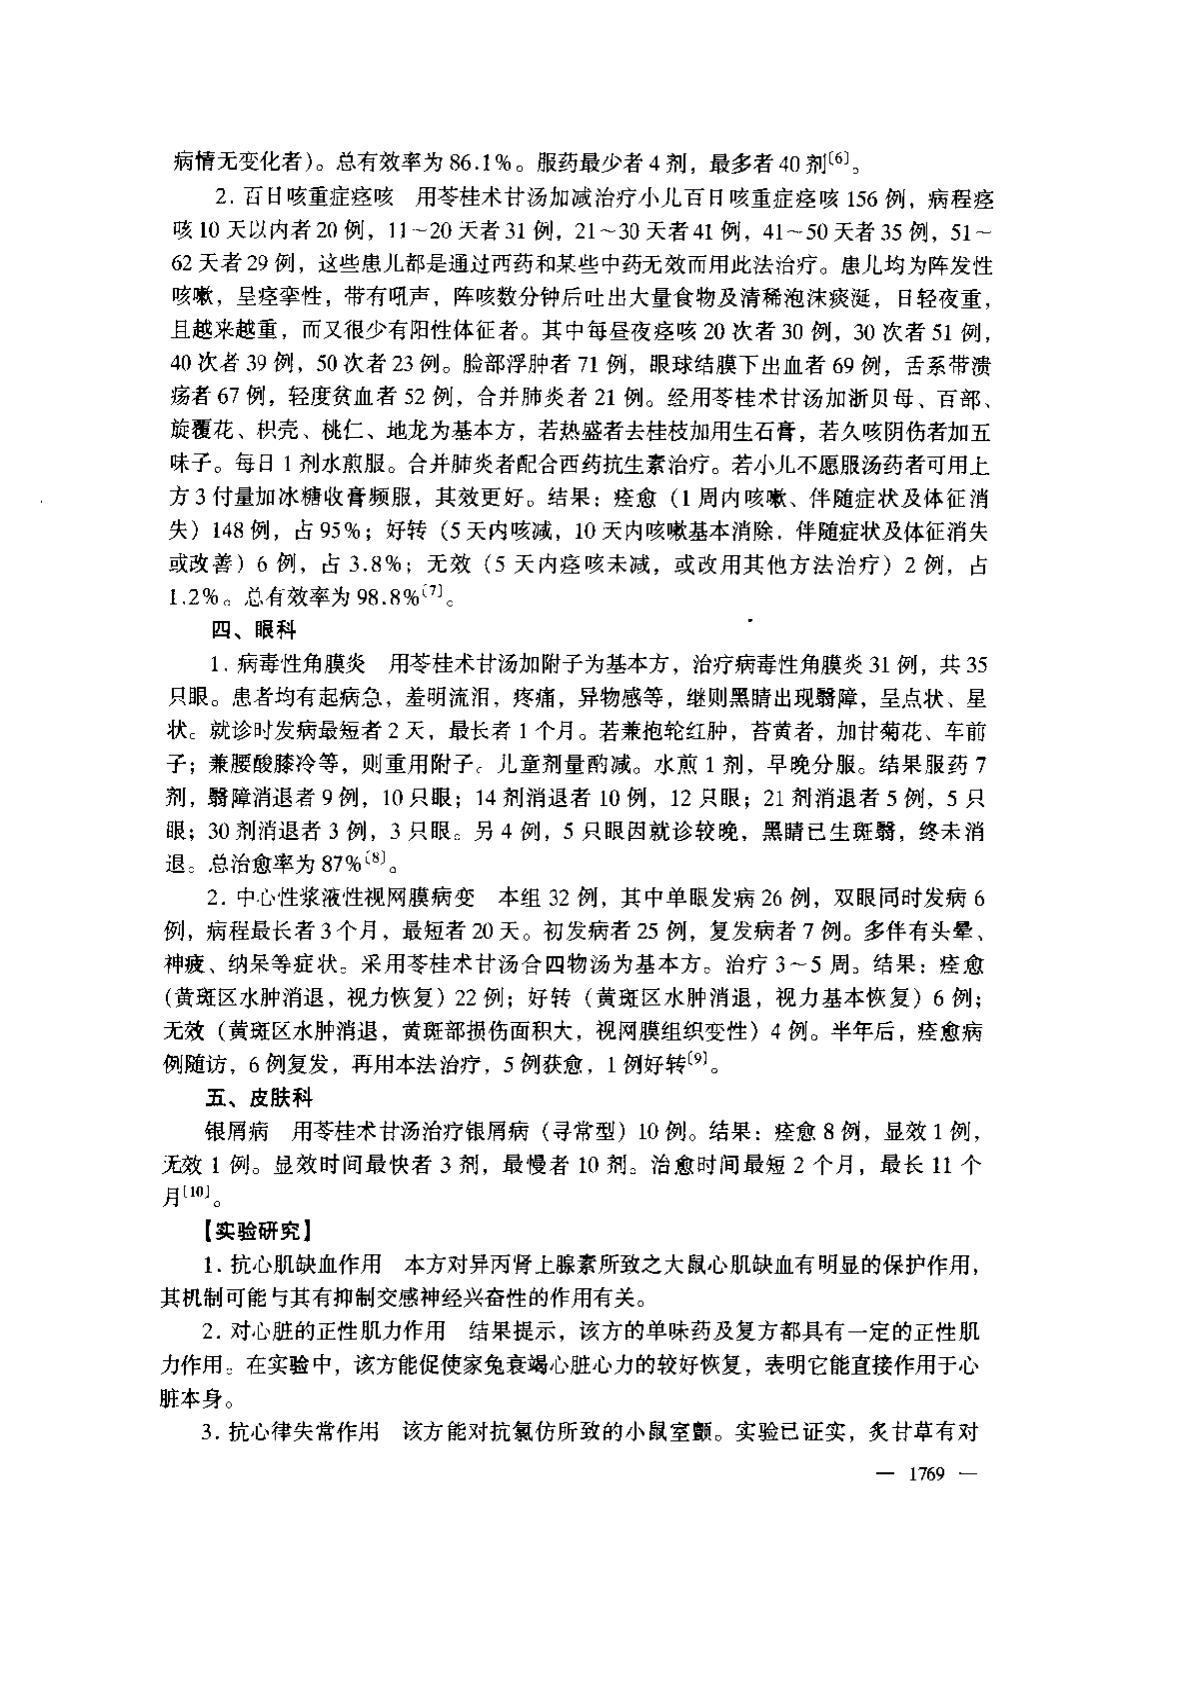 病情无变化者)。总有效率为 86.1%。服药最少者 4 剂，最多者 40 剂〔6〕。
2. 百日咳重症痉咳　用苓桂术甘汤加减治疗小儿百日咳重症痉咳 156 例，病程痉
咳 10 天以内者 20 例，11～20 天者 31 例，21～30 天者 41 例，41～50 天者 35 例，51～
62 天者 29 例，这些患儿都是通过西药和某些中药无效而用此法治疗。患儿均为阵发性
咳嗽，呈痉挛性，带有吼声，阵咳数分钟后吐出大量食物及清稀泡沫痰涎，日轻夜重，
且越来越重，而又很少有阳性体征者。其中每昼夜痉咳 20 次者 30 例，30 次者 51 例，
40 次者 39 例，50 次者 23 例。脸部浮肿者 71 例，眼球结膜下出血者 69 例，舌系带溃
疡者 67 例，轻度贫血者 52 例，合并肺炎者 21 例。经用苓桂术甘汤加浙贝母、百部、
旋覆花、枳壳、桃仁、地龙为基本方，若热盛者去桂枝加用生石膏，若久咳阴伤者加五
味子。每日 1 剂水煎服。合并肺炎者配合西药抗生素治疗。若小儿不愿服汤药者可用上
方 3 付量加冰糖收膏频服，其效更好。结果：痊愈（1 周内咳嗽、伴随症状及体征消
失）148 例，占 95%；好转（5 天内咳减，10 天内咳嗽基本消除，伴随症状及体征消失
或改善）6 例，占 3.8%；无效（5 天内痉咳未减，或改用其他方法治疗）2 例，占
1.2%。总有效率为 98.8%〔7〕。
四、眼科
1. 病毒性角膜炎　用苓桂术甘汤加附子为基本方，治疗病毒性角膜炎 31 例，共 35
只眼。患者均有起病急，羞明流泪，疼痛，异物感等，继则黑睛出现翳障，呈点状、星
状。就诊时发病最短者 2 天，最长者 1 个月。若兼抱轮红肿，苔黄者，加甘菊花、车前
子；兼腰酸膝冷等，则重用附子。儿童剂量酌减。水煎 1 剂，早晚分服。结果服药 7
剂，翳障消退者 9 例，10 只眼；14 剂消退者 10 例，12 只眼；21 剂消退者 5 例，5 只
眼；30 剂消退者 3 例，3 只眼。另 4 例，5 只眼因就诊较晚，黑睛已生斑翳，终未消
退。总治愈率为 87%〔8〕。
2. 中心性浆液性视网膜病变　本组 32 例，其中单眼发病 26 例，双眼同时发病 6
例，病程最长者 3 个月，最短者 20 天。初发病者 25 例，复发病者 7 例。多伴有头晕、
神疲、纳呆等症状。采用苓桂术甘汤合四物汤为基本方。治疗 3～5 周。结果：痊愈
(黄斑区水肿消退，视力恢复）22 例；好转（黄斑区水肿消退，视力基本恢复）6 例；
无效（黄斑区水肿消退，黄斑部损伤面积大，视网膜组织变性）4 例。半年后，痊愈病
例随访，6 例复发，再用本法治疗，5 例获愈，1 例好转〔9〕。
五、皮肤科
银屑病　用苓桂术甘汤治疗银屑病（寻常型）10 例。结果：痊愈 8 例，显效 1 例，
无效 1 例。显效时间最快者 3 剂，最慢者 10 剂。治愈时间最短 2 个月，最长 11 个
月〔10〕。
【实验研究】
1. 抗心肌缺血作用　本方对异丙肾上腺素所致之大鼠心肌缺血有明显的保护作用，
其机制可能与其有抑制交感神经兴奋性的作用有关。
2. 对心脏的正性肌力作用　结果提示，该方的单味药及复方都具有一定的正性肌
力作用。在实验中，该方能促使家兔衰竭心脏心力的较好恢复，表明它能直接作用于心
脏本身。
3. 抗心律失常作用　该方能对抗氯仿所致的小鼠室颤。实验已证实，炙甘草有对
— 1769 —